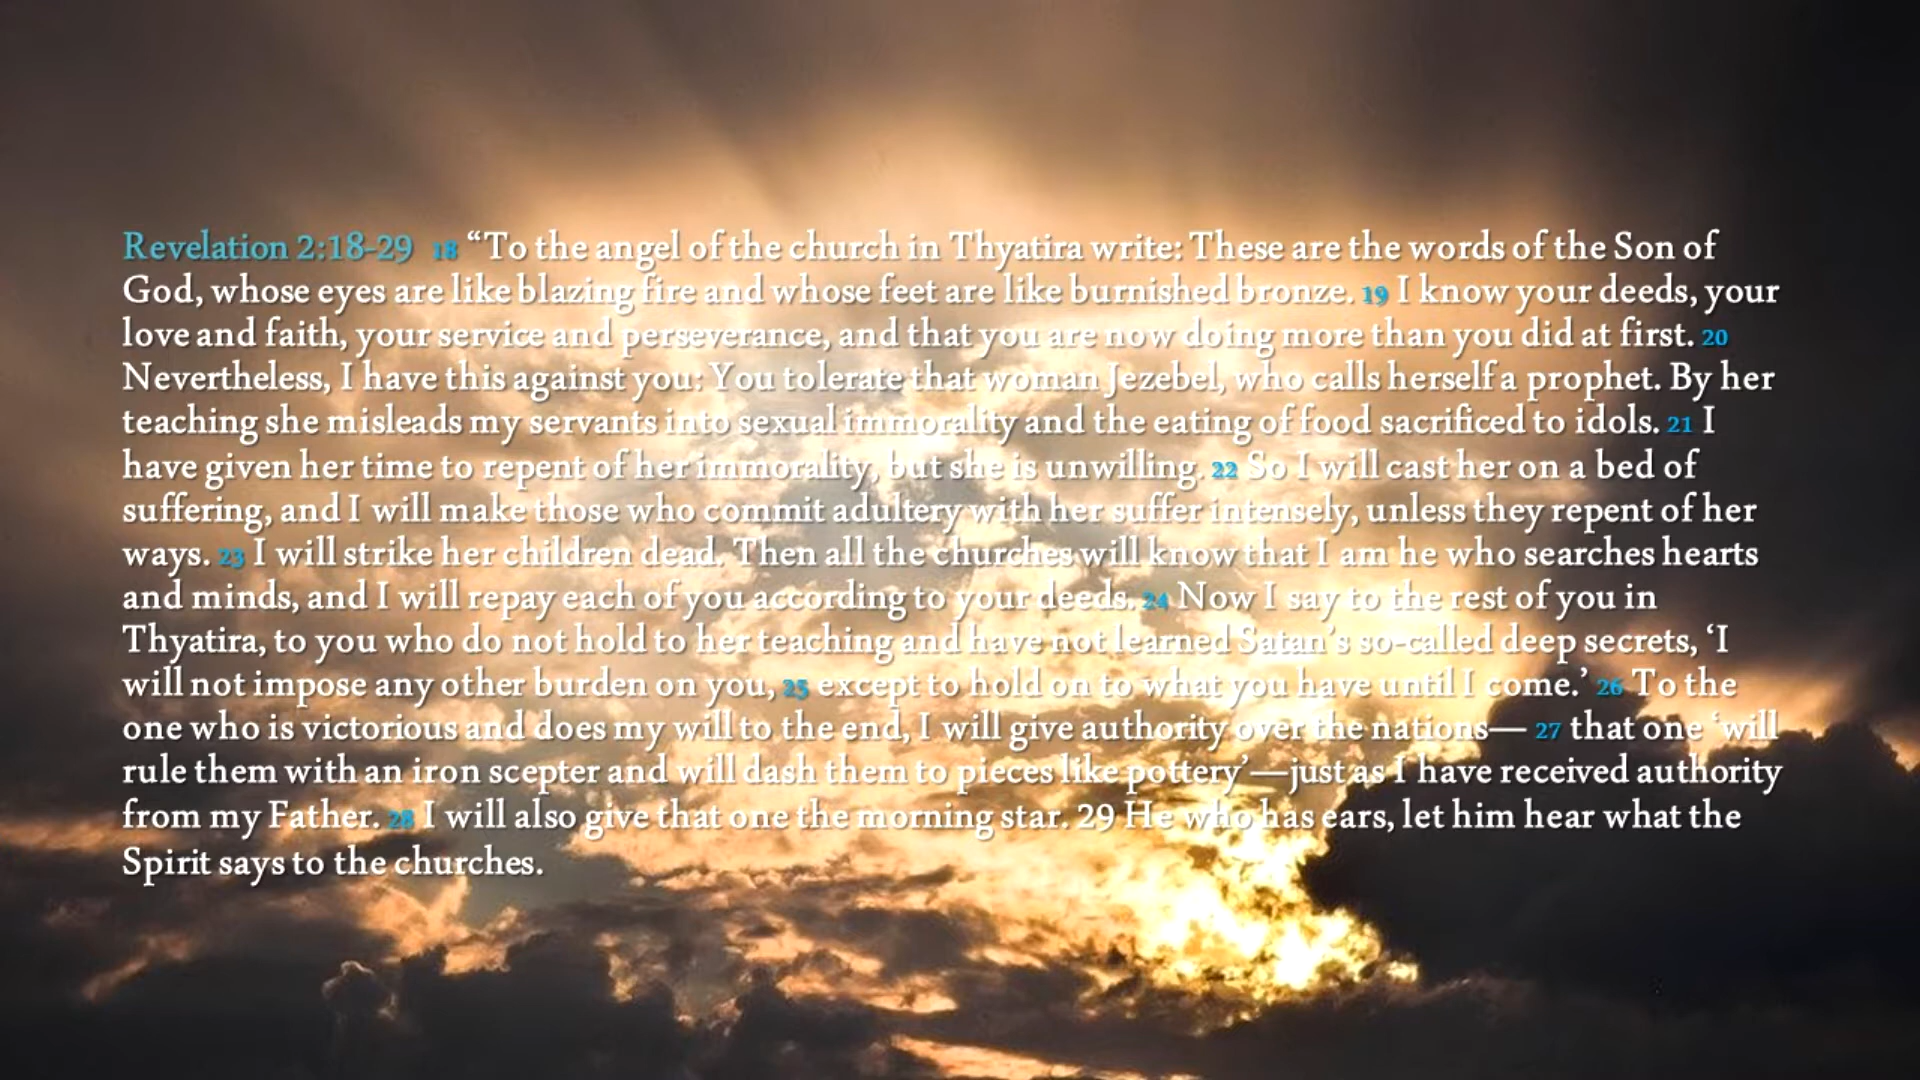 Revelation 2:18-29 18 “To the angel of the church in Thyatira write: These are the words of the Son of
God, whose eyes are like blazing fire and whose feet are like burnished bronze. 19 I know your deeds, your
love and faith, your service and perseverance, and that you are now doing more than you did at first. 20
Nevertheless, I have this against you: You tolerate that woman Jezebel, who calls herself a prophet. By her
teaching she misleads my servants into sexual immorality and the eating of food sacrificed to idols. 21 I
have given her time to repent of her immorality, but she is unwilling. 22 So I will cast her on a bed of
suffering, and I will make those who commit adultery with her suffer intensely, unless they repent of her
ways. 23 I will strike her children dead. Then all the churches will know that I am he who searches hearts
and minds, and I will repay each of you according to your deeds. 24 Now I say to the rest of you in
Thyatira, to you who do not hold to her teaching and have not learned Satan’s so-called deep secrets, ‘I
will not impose any other burden on you, 25 except to hold on to what you have until I come.’ 26 To the
one who is victorious and does my will to the end, I will give authority over the nations— 27 that one ‘will
rule them with an iron scepter and will dash them to pieces like pottery’—just as I have received authority
from my Father. 28 I will also give that one the morning star. 29 He who has ears, let him hear what the
Spirit says to the churches.